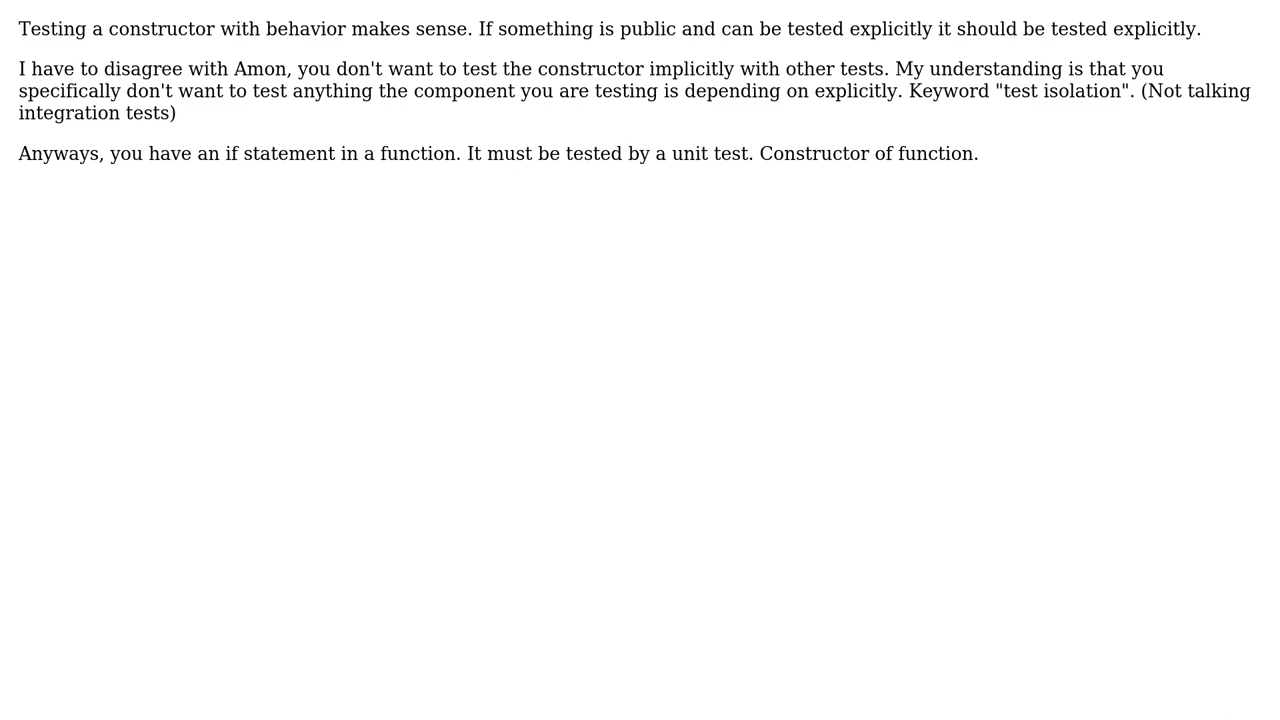 Testing a constructor with behavior makes sense. If something is public and can be tested explicitly it should be tested explicitly.
I have to disagree with Amon, you don't want to test the constructor implicitly with other tests. My understanding is that you
specifically don't want to test anything the component you are testing is depending on explicitly. Keyword "test isolation". (Not talking
integration tests)
Anyways, you have an if statement in a function. It must be tested by a unit test. Constructor of function.